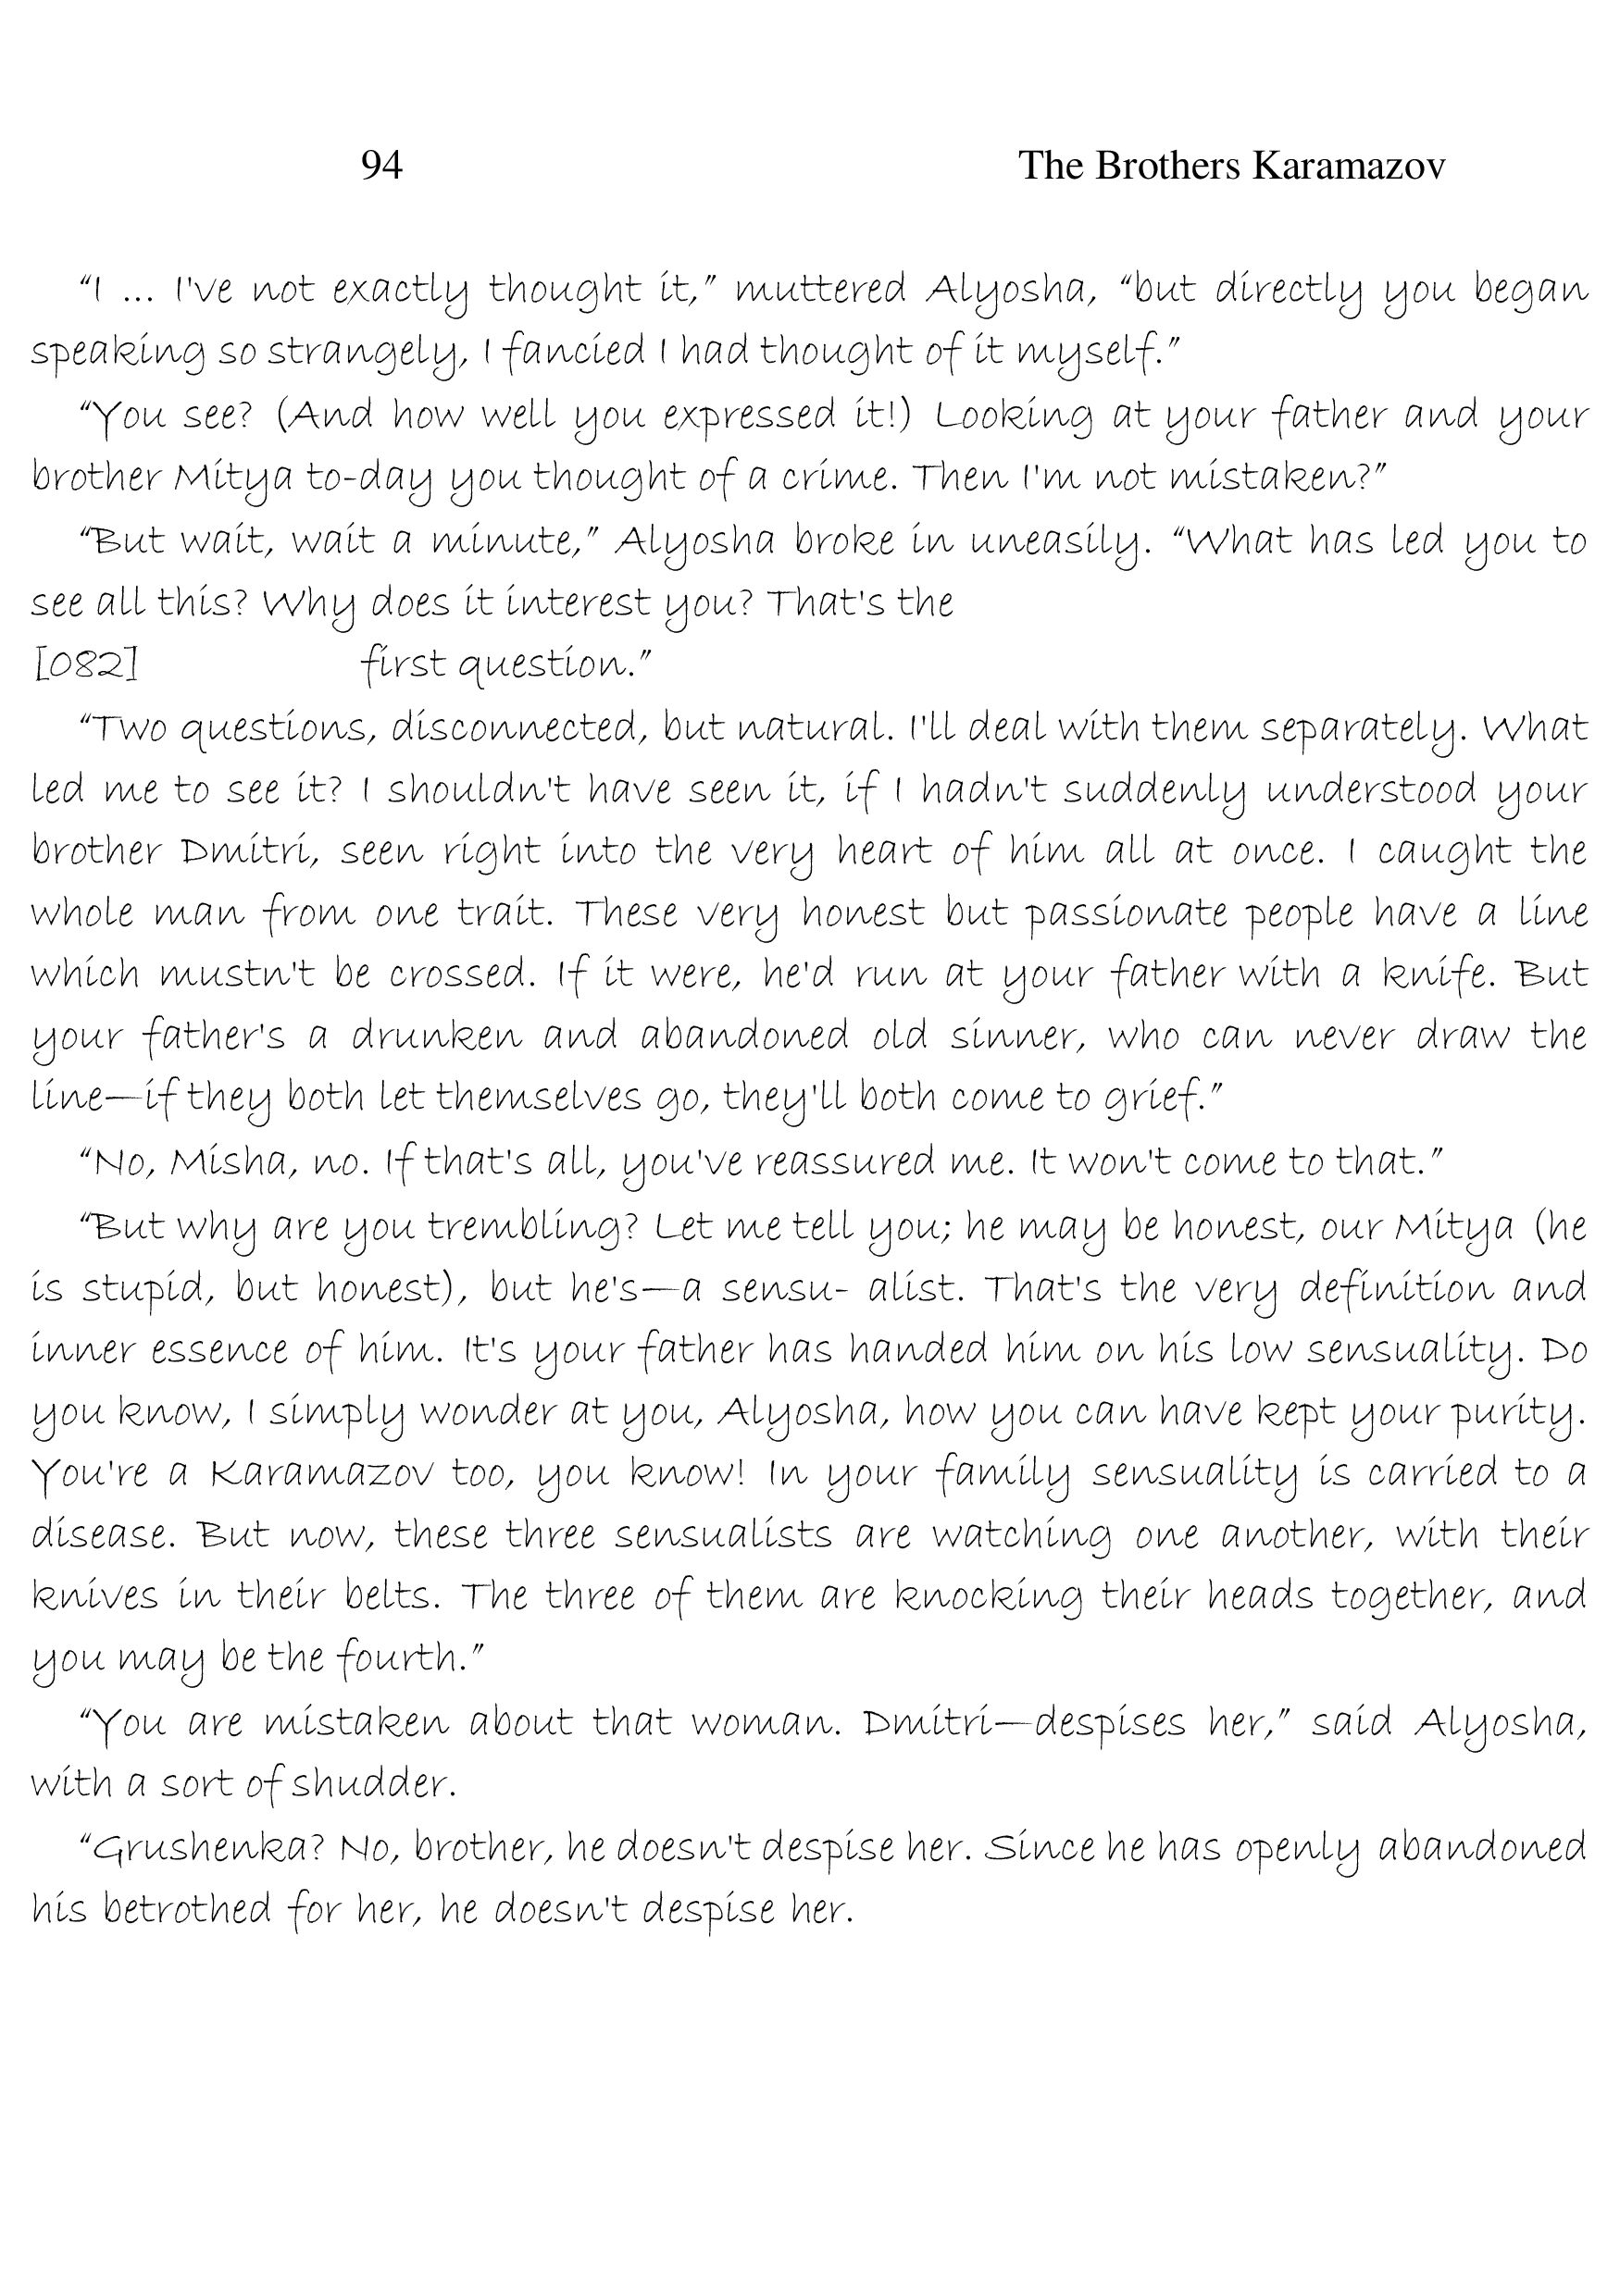 94 The Brothers Karamazov
“I ... I've not exactly thought it,” muttered Alyosha, “but directly you began
speaking so strangely, I fancied I had thought of it myself.”
“You see? (And how well you expressed it!) Looking at your father and your
brother Mitya to-day you thought of a crime. Then I'm not mistaken?”
“But wait, wait a minute,” Alyosha broke in uneasily. “What has led you to
see all this? Why does it interest you? That's the
[082] first question.”
“Two questions, disconnected, but natural. I'll deal with them separately. What
led me to see it? I shouldn't have seen it, if I hadn't suddenly understood your
brother Dmitri, seen right into the very heart of him all at once. I caught the
whole man from one trait. These very honest but passionate people have a line
which mustn't be crossed. If it were, he'd run at your father with a knife. But
your father's a drunken and abandoned old sinner, who can never draw the
line—if they both let themselves go, they'll both come to grief.”
“No, Misha, no. If that's all, you've reassured me. It won't come to that.”
“But why are you trembling? Let me tell you; he may be honest, our Mitya (he
is stupid, but honest), but he's—a sensu- alist. That's the very definition and
inner essence of him. It's your father has handed him on his low sensuality. Do
you know, I simply wonder at you, Alyosha, how you can have kept your purity.
You're a Karamazov too, you know! In your family sensuality is carried to a
disease. But now, these three sensualists are watching one another, with their
knives in their belts. The three of them are knocking their heads together, and
you may be the fourth.”
“You are mistaken about that woman. Dmitri—despises her,” said Alyosha,
with a sort of shudder.
“Grushenka? No, brother, he doesn't despise her. Since he has openly abandoned
his betrothed for her, he doesn't despise her.